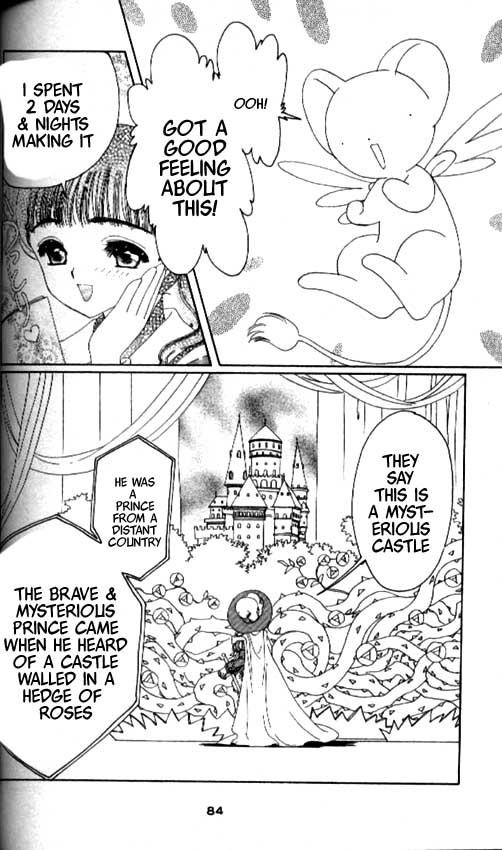 OOH!
GOT A
GOOD
FEELING
ABOUT
THIS!
I SPENT
2 DAYS
& NIGHTS
MAKING IT
THEY
SAY
THIS IS
A MYST-
ERIOUS
CASTLE
HE WAS
A
PRINCE
FROM A
DISTANT
COUNTRY
THE BRAVE &
MYSTERIOUS
PRINCE CAME
WHEN HE HEARD
OF A CASTLE
WALLED IN A
HEDGE OF
ROSES
84